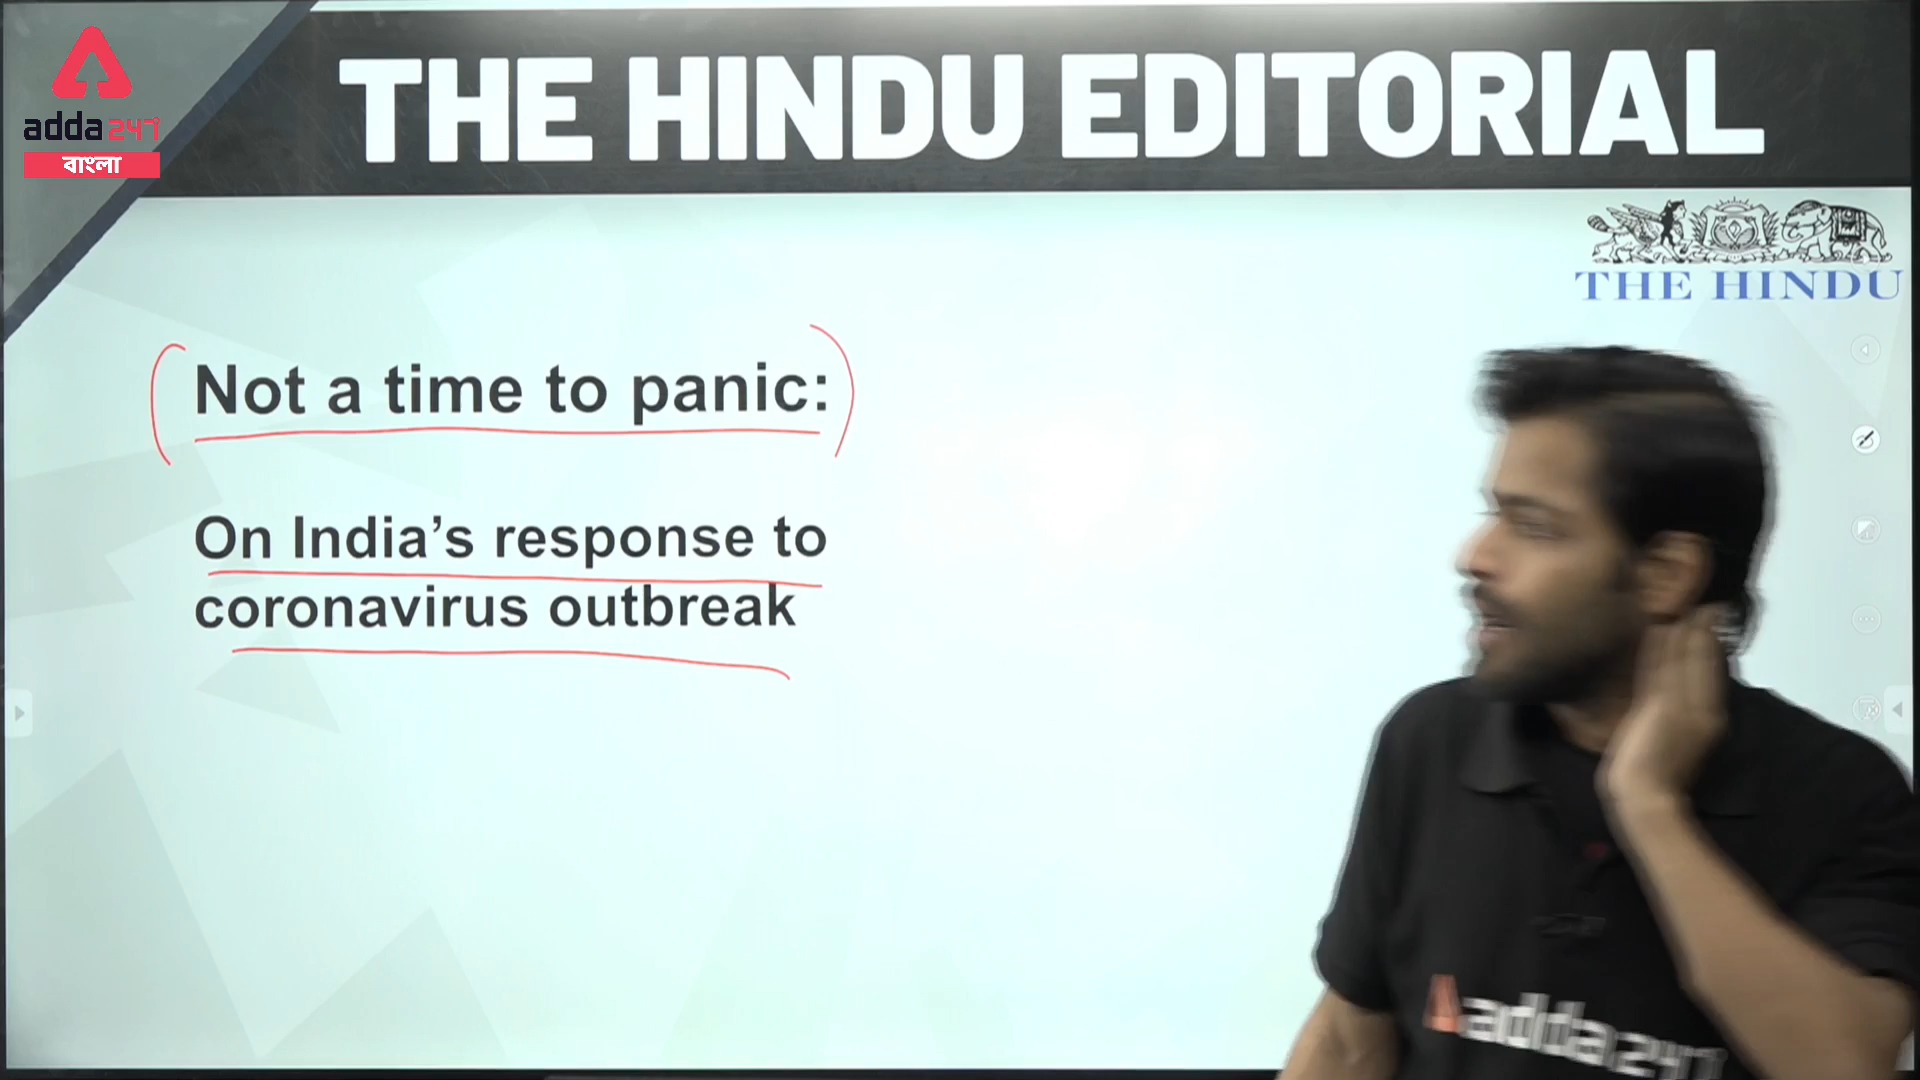 THE HINDU EDITORIAL
adda247
বাংলা
THE HINDU
Not a time to panic:
On India’s response to
coronavirus outbreak
adda247